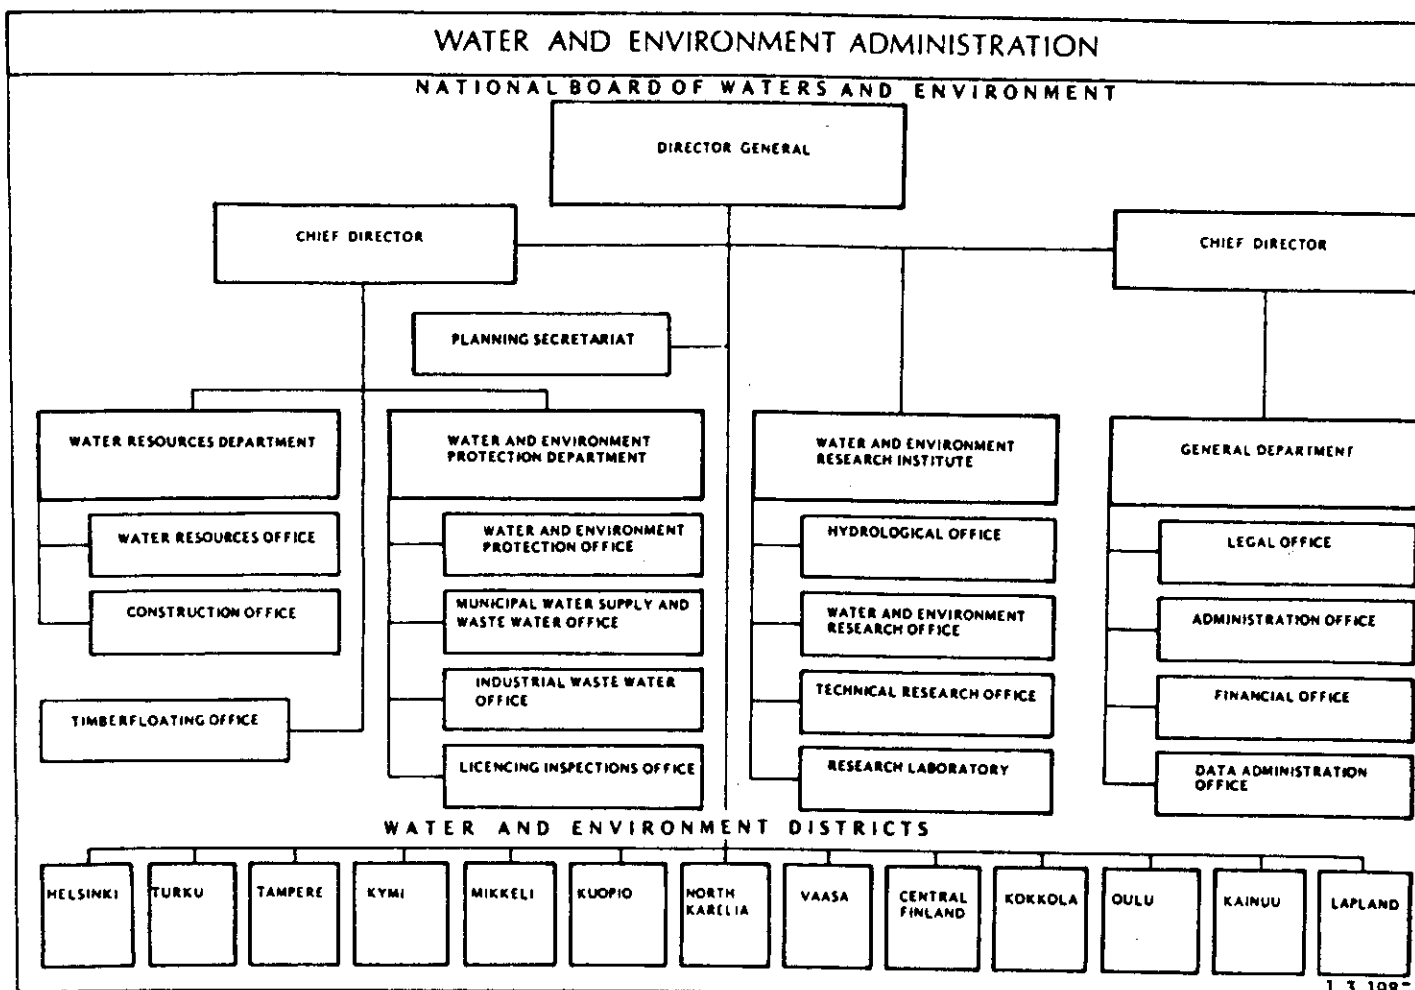 WATER AND ENVIRONMENT ADMINISTRATION
NATIONAL BOARD OF WATERS AND ENVIRONMENT
DIRECTOR GENERAL
CHIEF DIRECTOR
CHIEF DIRECTOR
PLANNING SECRETARIAT
WATER RESOURCES DEPARTMENT
WATER RESOURCES OFFICE
CONSTRUCTION OFFICE
TIMBERFLOATING OFFICE
WATER AND ENVIRONMENT
PROTECTION DEPARTMENT
WATER AND ENVIRONMENT
PROTECTION OFFICE
MUNICIPAL WATER SUPPLY AND
WASTE WATER OFFICE
INDUSTRIAL WASTE WATER
OFFICE
LICENCING INSPECTIONS OFFICE
WATER AND ENVIRONMENT
RESEARCH INSTITUTE
HYDROLOGICAL OFFICE
WATER AND ENVIRONMENT
RESEARCH OFFICE
TECHNICAL RESEARCH OFFICE
RESEARCH LABORATORY
GENERAL DEPARTMENT
LEGAL OFFICE
ADMINISTRATION OFFICE
FINANCIAL OFFICE
DATA ADMINISTRATION
OFFICE
WATER AND ENVIRONMENT DISTRICTS
HELSINKI
TURKU
TAMPERE
KYMI
MIKKELI
KUOPIO
NORTH
KARELIA
VAASA
CENTRAL
FINLAND
KOKKOLA
OULU
KAINUU
LAPLAND